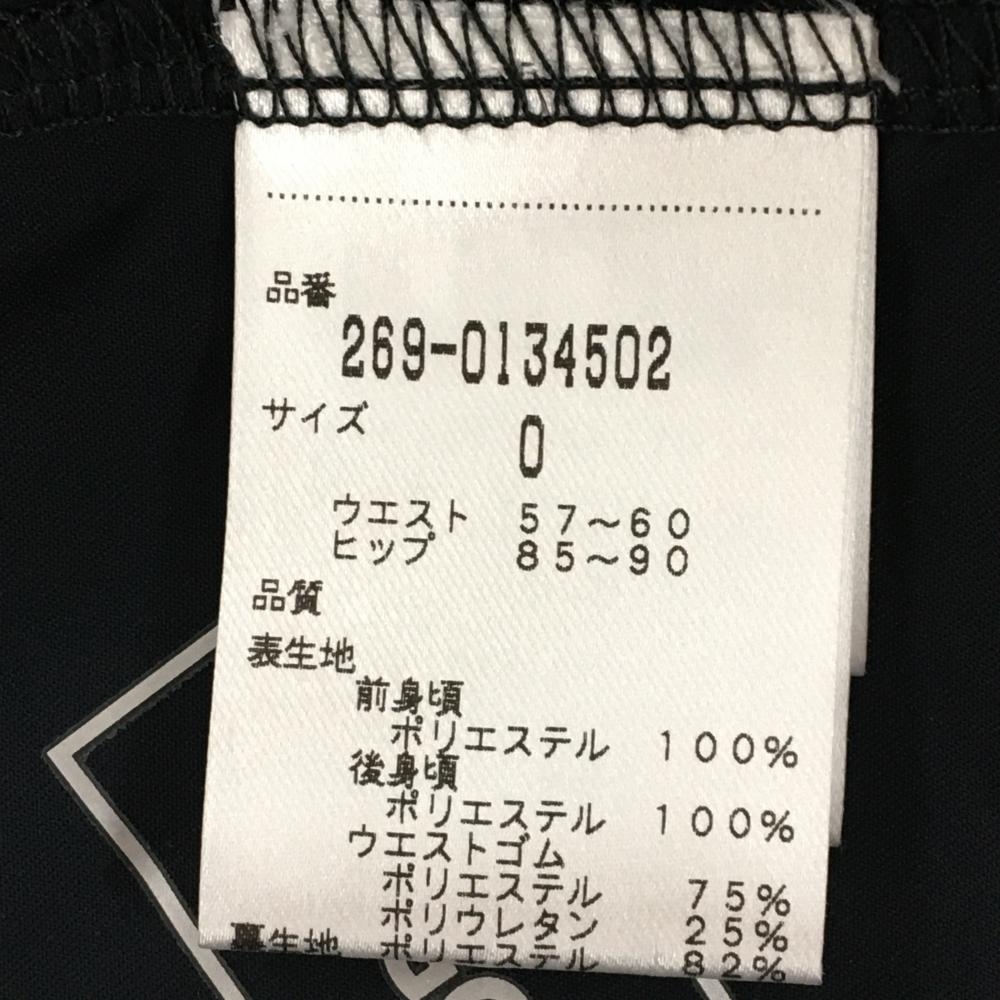 品番
269-0134502
サイズ
0
ウエスト 57～60
ヒップ 85～90
品質
表生地
前身頃
ポリエステル 100%
後身頃
ポリエステル 100%
ウエストゴム
ポリエステル 75%
ポリウレタン 25%
裏生地 ポリエステル 82%